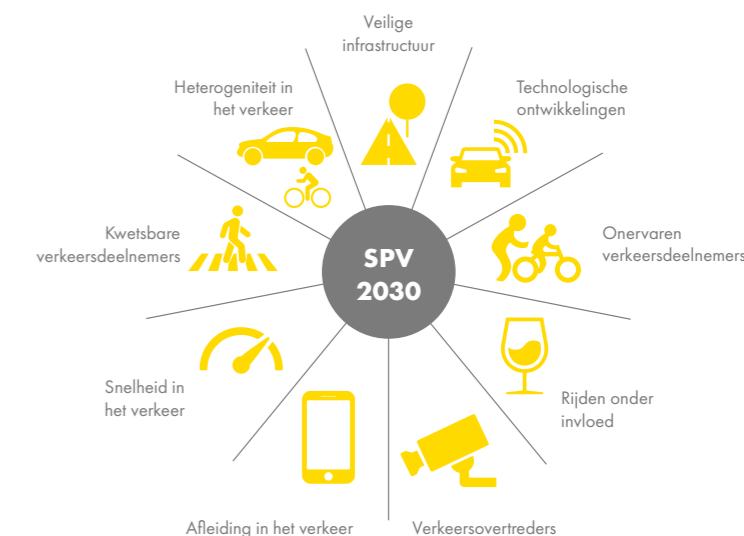 Veilige
infrastructuur
Technologische
ontwikkelingen
Onervaren
verkeersdeelnemers
Rijden onder
invloed
Verkeersovertreders
Afleiding in het verkeer
Snelheid in
het verkeer
Kwetsbare
verkeersdeelnemers
Heterogeniteit in
het verkeer
SPV
2030